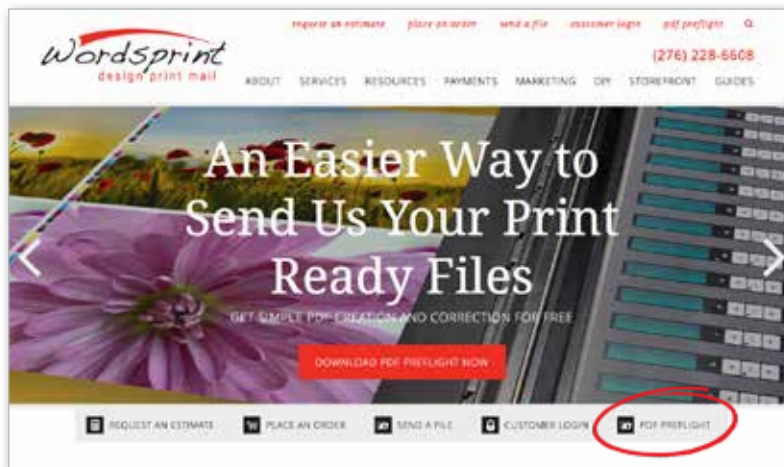 request an estimate place an order send a file customer login pdf preflight
Wordsprint
design print mail
(276) 228-6608
ABOUT SERVICES RESOURCES PAYMENTS MARKETING DIY STOREFRONT GUIDES
An Easier Way to
Send Us Your Print
Ready Files
GET SIMPLE PDF CREATION AND CORRECTION FOR FREE
DOWNLOAD PDF PREFLIGHT NOW
REQUEST AN ESTIMATE PLACE AN ORDER SEND A FILE CUSTOMER LOGIN PDF PREFLIGHT